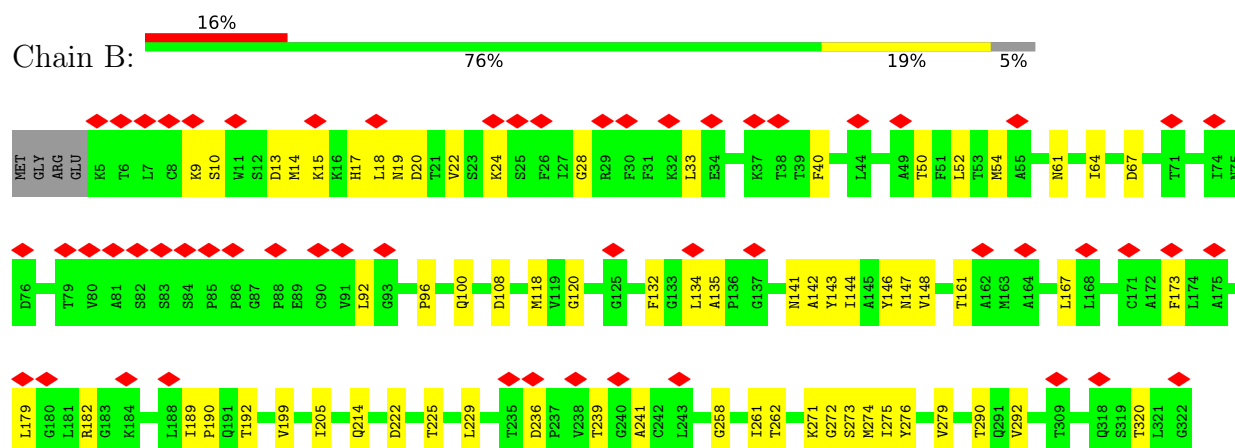 16%
Chain B:
76% 19% 5%
MET GLY ARG GLU K5 T6 L7 C8 K9 S10 W11 S12 D13 M14 K15 K16 H17 L18 N19 D20 T21 V22 S23 K24 S25 F26 I27 G28 R29 F30 F31 K32 L33 E34 K37 T38 T39 F40 L44 A49 T50 F51 L52 T53 M54 A55 N61 I64 D67 T71 I74 N75
D76 T79 V80 A81 S82 S83 S84 P85 P86 G87 P88 E89 C90 V91 L92 G93 P96 Q100 D108 M118 V119 G120 G125 F132 G133 L134 A135 P136 G137 N141 A142 Y143 I144 A145 Y146 N147 V148 T161 A162 M163 A164 L167 L168 C171 A172 F173 L174 A175
L179 G180 L181 R182 G183 K184 L188 I189 P190 Q191 T192 V199 I205 Q214 D222 T225 L229 T235 D236 P237 V238 T239 G240 A241 C242 L243 G258 I261 T262 K271 G272 S273 M274 I275 Y276 V279 T290 Q291 V292 T309 Q318 S319 T320 L321 G322